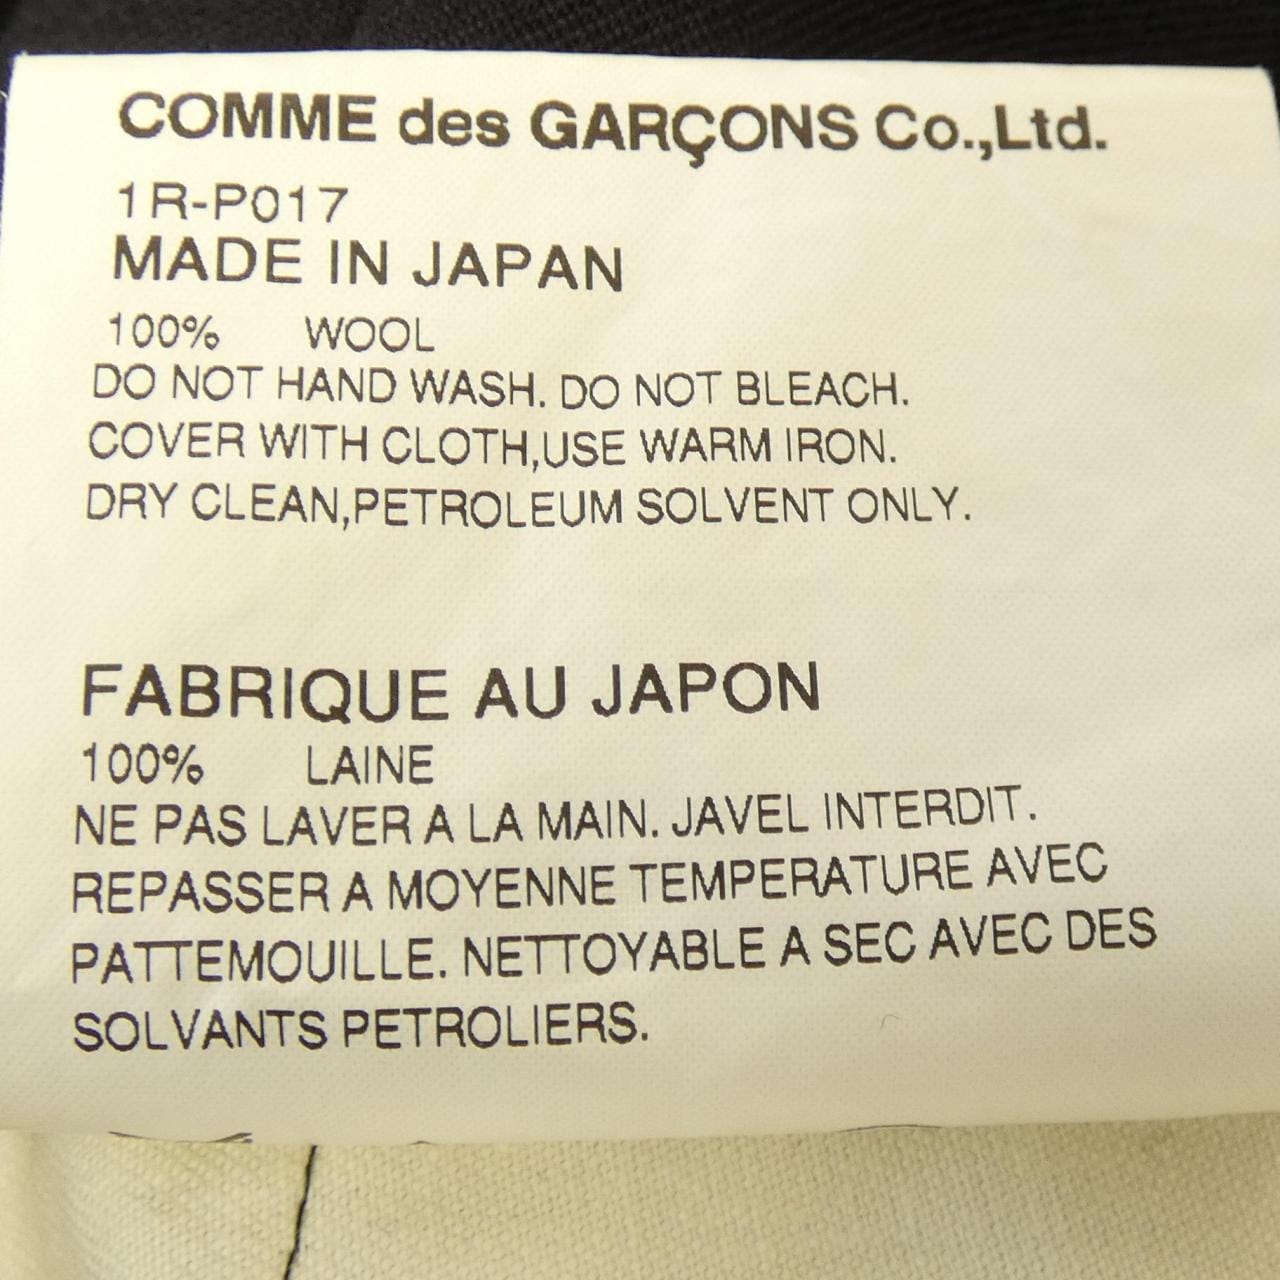 COMME des GARÇONS Co.,Ltd.
1R-P017
MADE IN JAPAN
100% WOOL
DO NOT HAND WASH. DO NOT BLEACH.
COVER WITH CLOTH,USE WARM IRON.
DRY CLEAN,PETROLEUM SOLVENT ONLY.
FABRIQUE AU JAPON
100% LAINE
NE PAS LAVER A LA MAIN. JAVEL INTERDIT.
REPASSER A MOYENNE TEMPERATURE AVEC
PATTEMOUILLE. NETTOYABLE A SEC AVEC DES
SOLVANTS PETROLIERS.